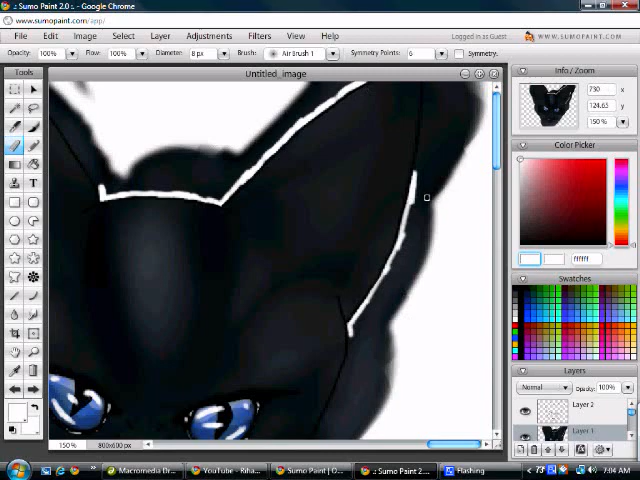 .: Sumo Paint 2.0 :. - Google Chrome
www.sumopaint.com/app/
File Edit Image Select Layer Adjustments Filters View Help Logged in as Guest WWW.SUMOPAINT.COM
Opacity: 100% Flow: 100% Diameter: 8 px Brush: Air Brush 1 Symmetry Points: 6 Symmetry:
Tools
Untitled_image
Info/Zoom
730 x
124.65 y
150 %
Color Picker
ffffff
Swatches
Layers
Normal Opacity: 100%
Layer 2
Layer 1
150 % 800x600 px
Macromedia Dr... YouTube - Riha... Sumo Paint | O... .: Sumo Paint 2... Flashing 7:04 AM